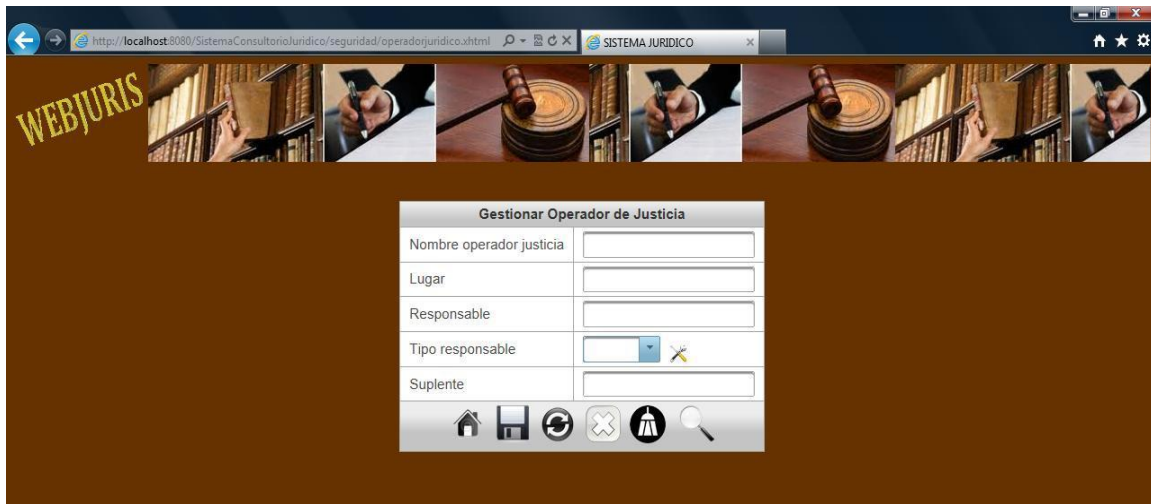 http://localhost:8080/SistemaConsultorioJuridico/seguridad/operadorjuridico.xhtml
SISTEMA JURIDICO
WEBJURIS
Gestionar Operador de Justicia
Nombre operador justicia
Lugar
Responsable
Tipo responsable
Suplente